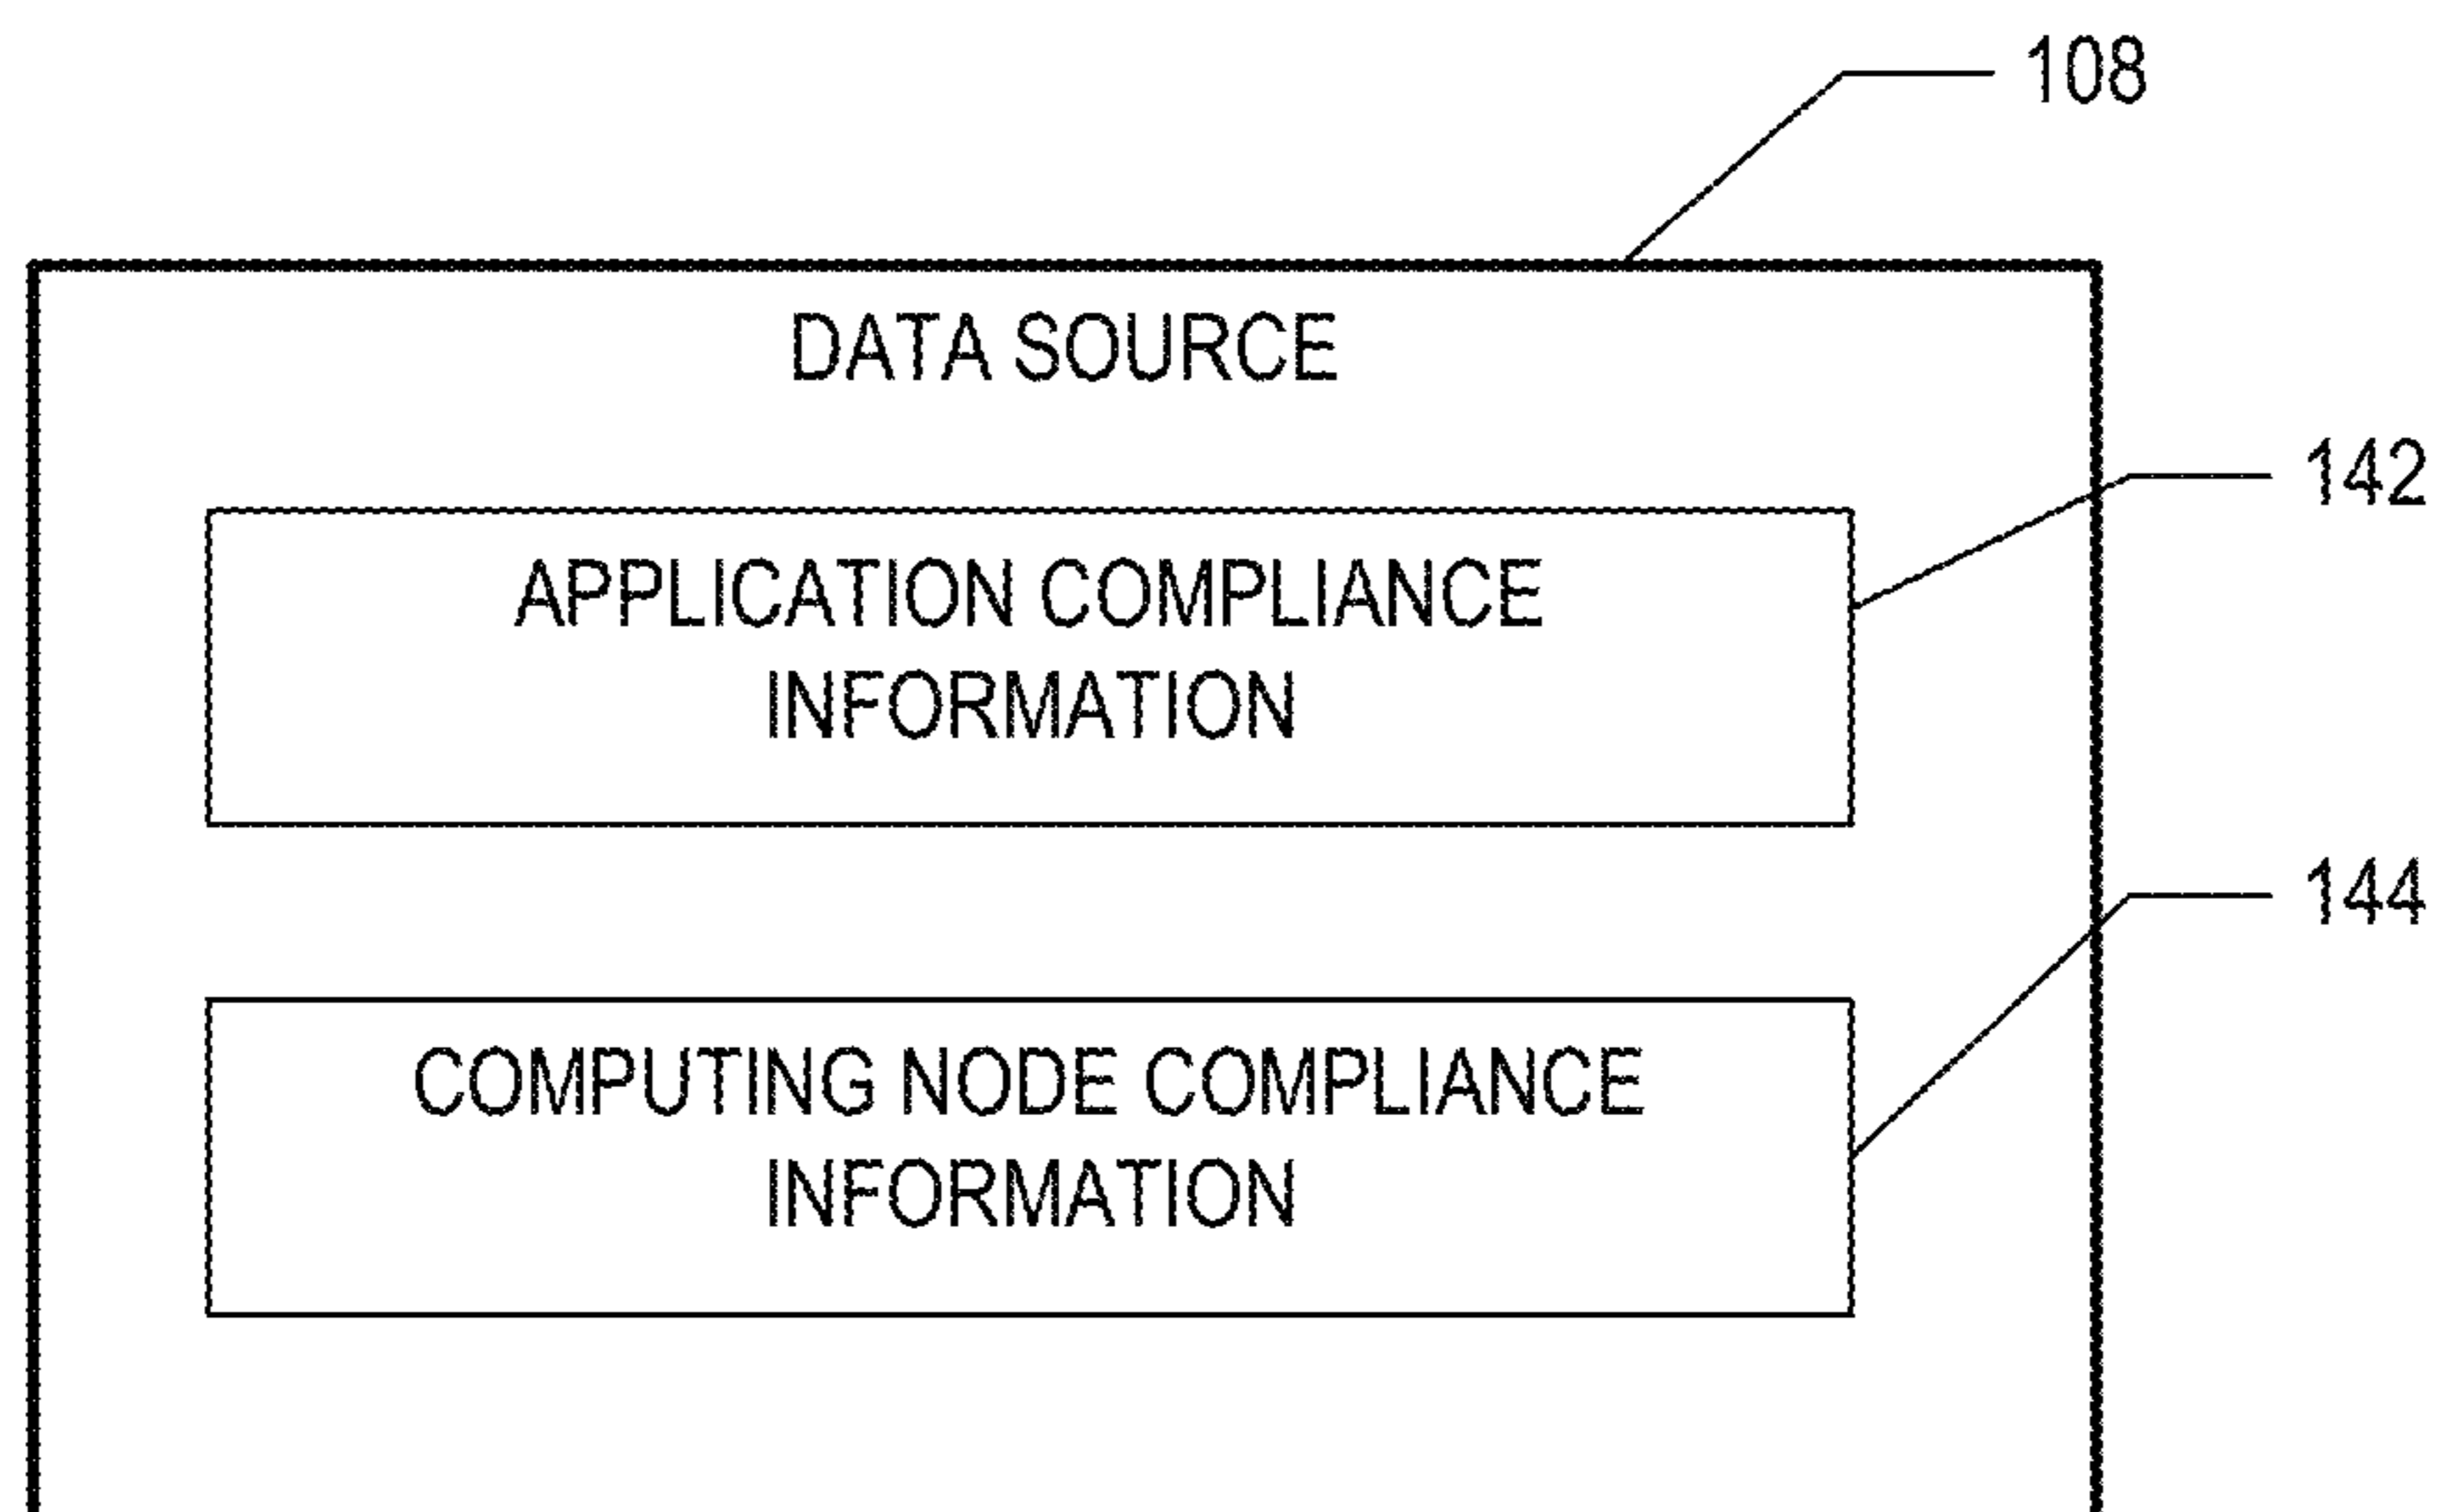 108
DATA SOURCE
142
APPLICATION COMPLIANCE
INFORMATION
144
COMPUTING NODE COMPLIANCE
INFORMATION